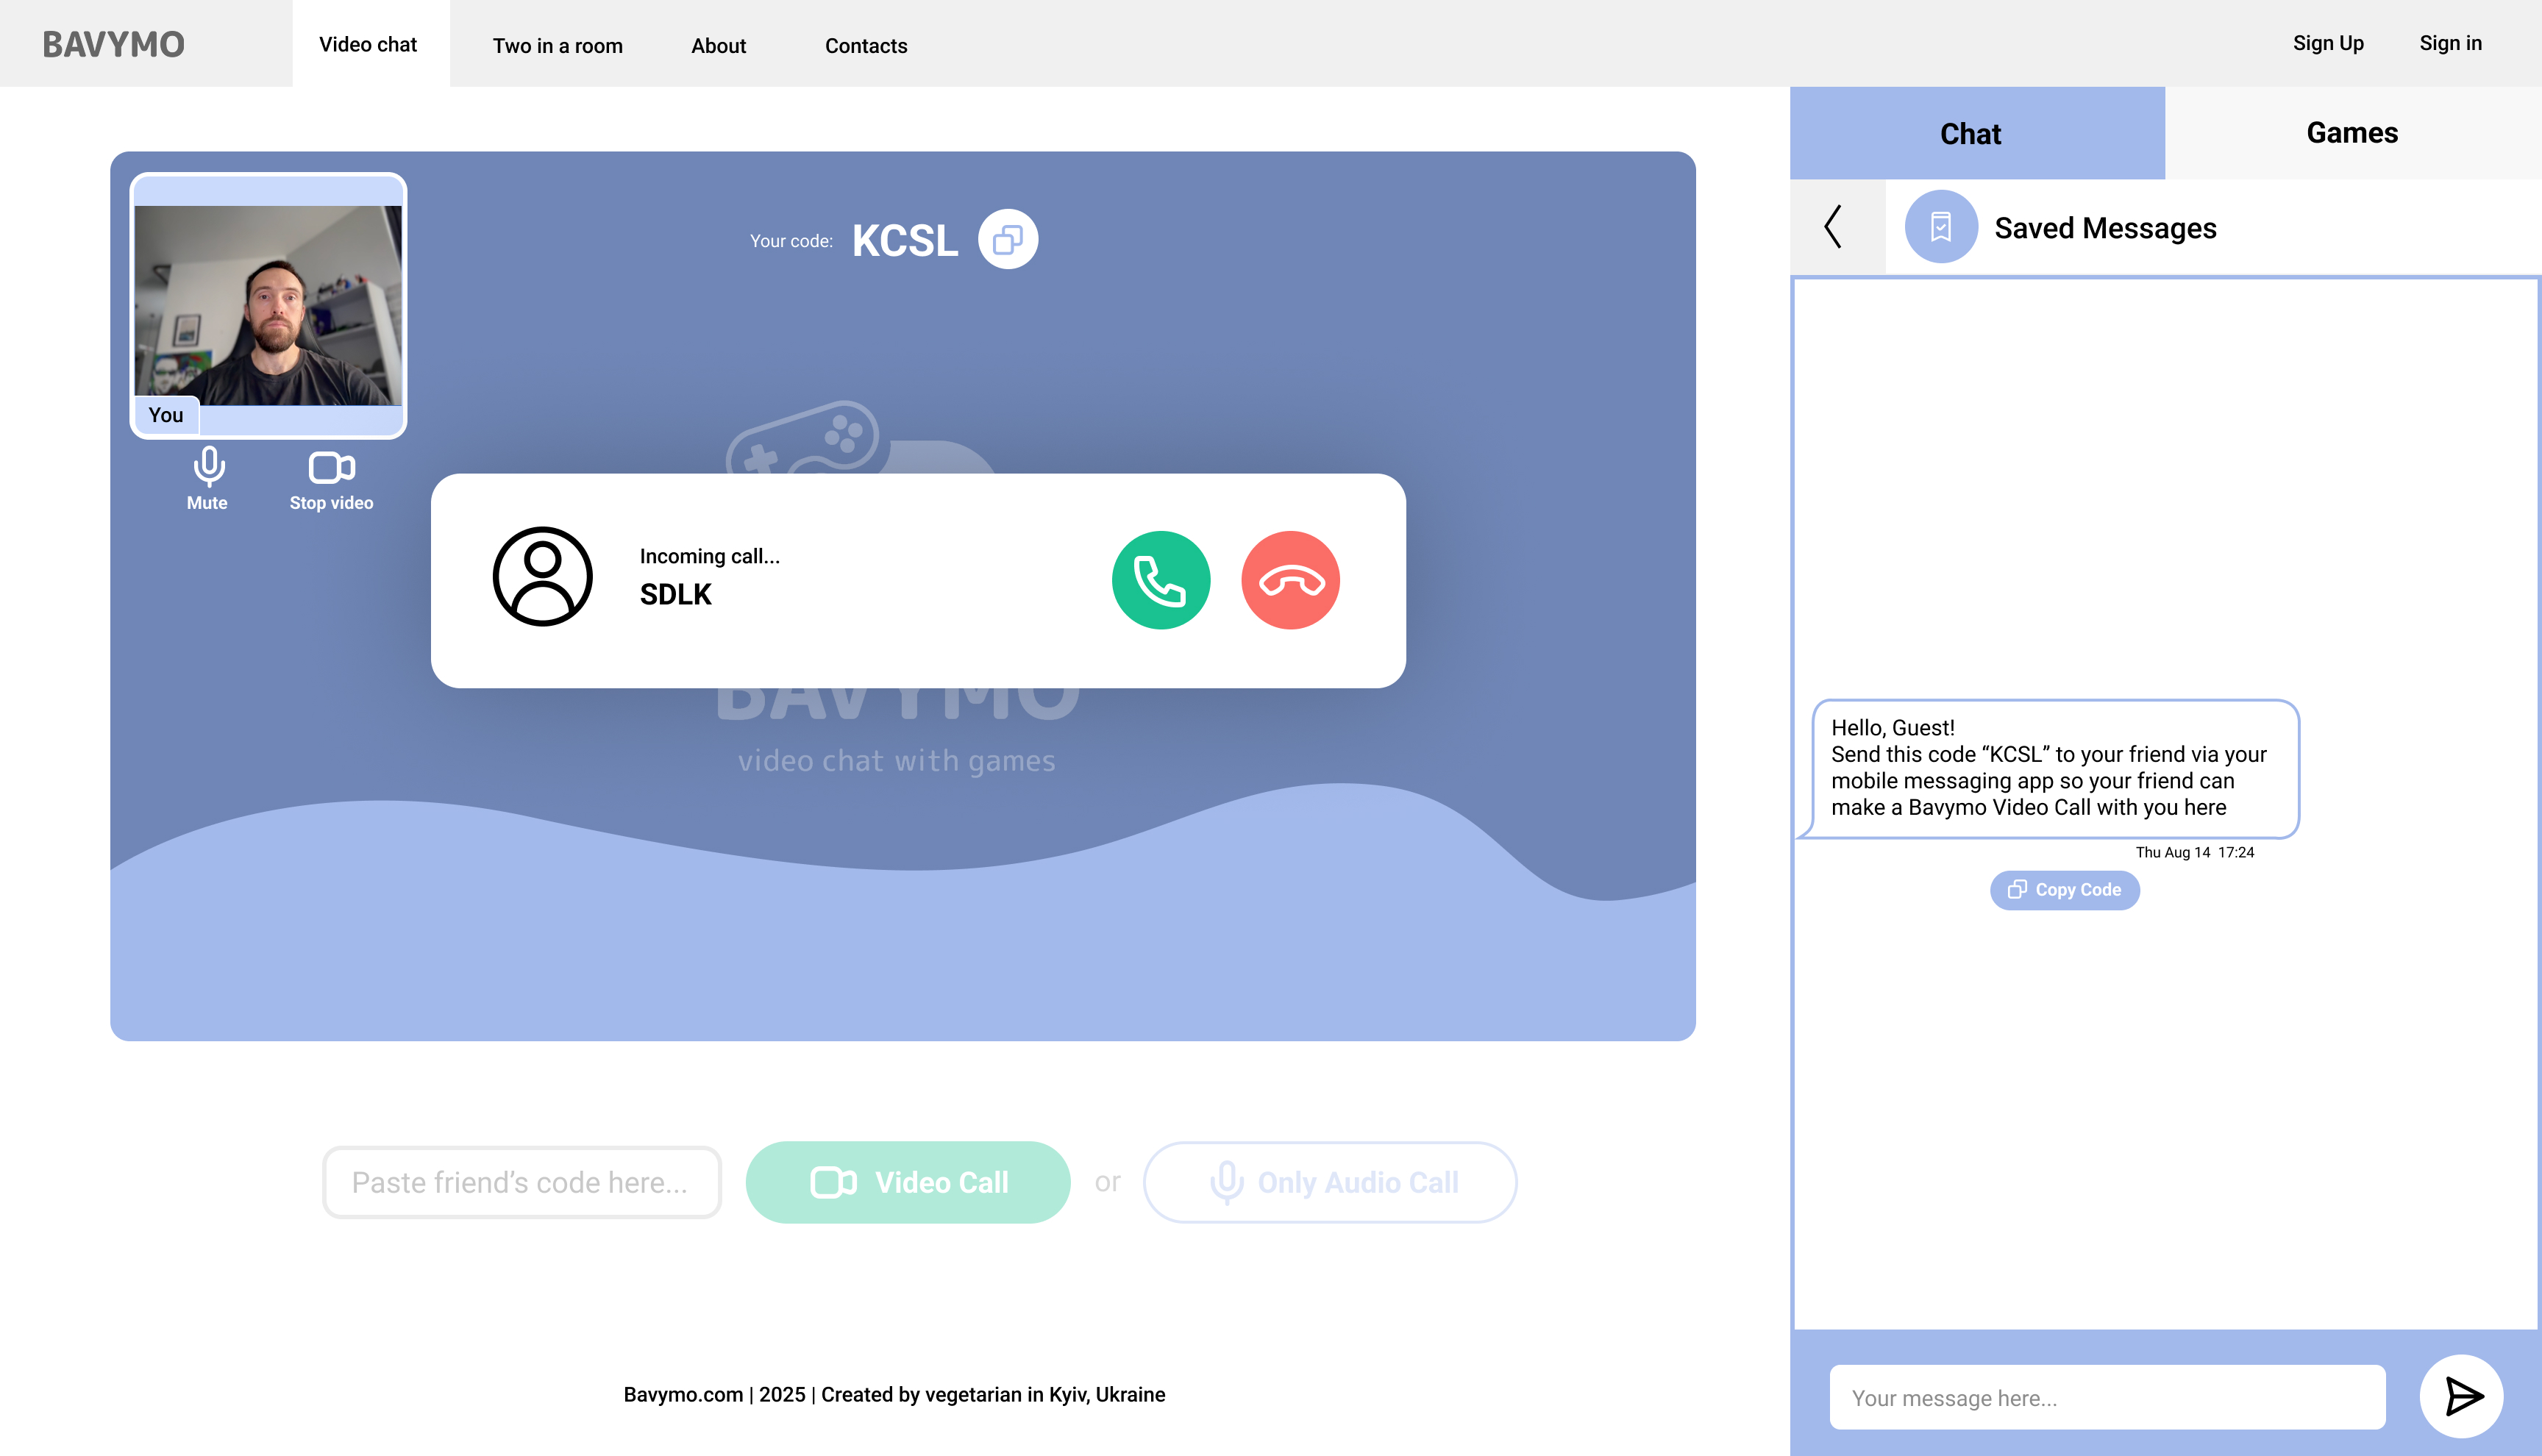 BAVYMO
Video chat
Two in a room
About
Contacts
Sign Up
Sign in
Your code: KCSL
You
Mute
Stop video
Incoming call...
SDLK
BAVYMO
video chat with games
Paste friend’s code here...
Video Call
or
Only Audio Call
Bavymo.com | 2025 | Created by vegetarian in Kyiv, Ukraine
Chat
Games
Saved Messages
Hello, Guest!
Send this code “KCSL” to your friend via your
mobile messaging app so your friend can
make a Bavymo Video Call with you here
Thu Aug 14 17:24
Copy Code
Your message here...